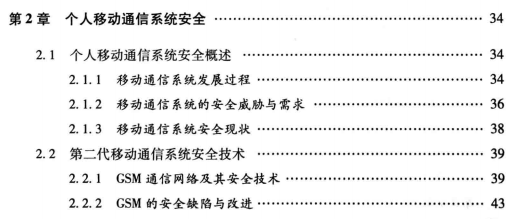 第2章 个人移动通信系统安全 …………………………………… 34
2.1 个人移动通信系统安全概述 …………………………………… 34
2.1.1 移动通信系统发展过程 …………………………………… 34
2.1.2 移动通信系统的安全威胁与需求 …………………………… 36
2.1.3 移动通信系统安全现状 …………………………………… 38
2.2 第二代移动通信系统安全技术 ………………………………… 39
2.2.1 GSM 通信网络及其安全技术 ……………………………… 39
2.2.2 GSM 的安全缺陷与改进 …………………………………… 43